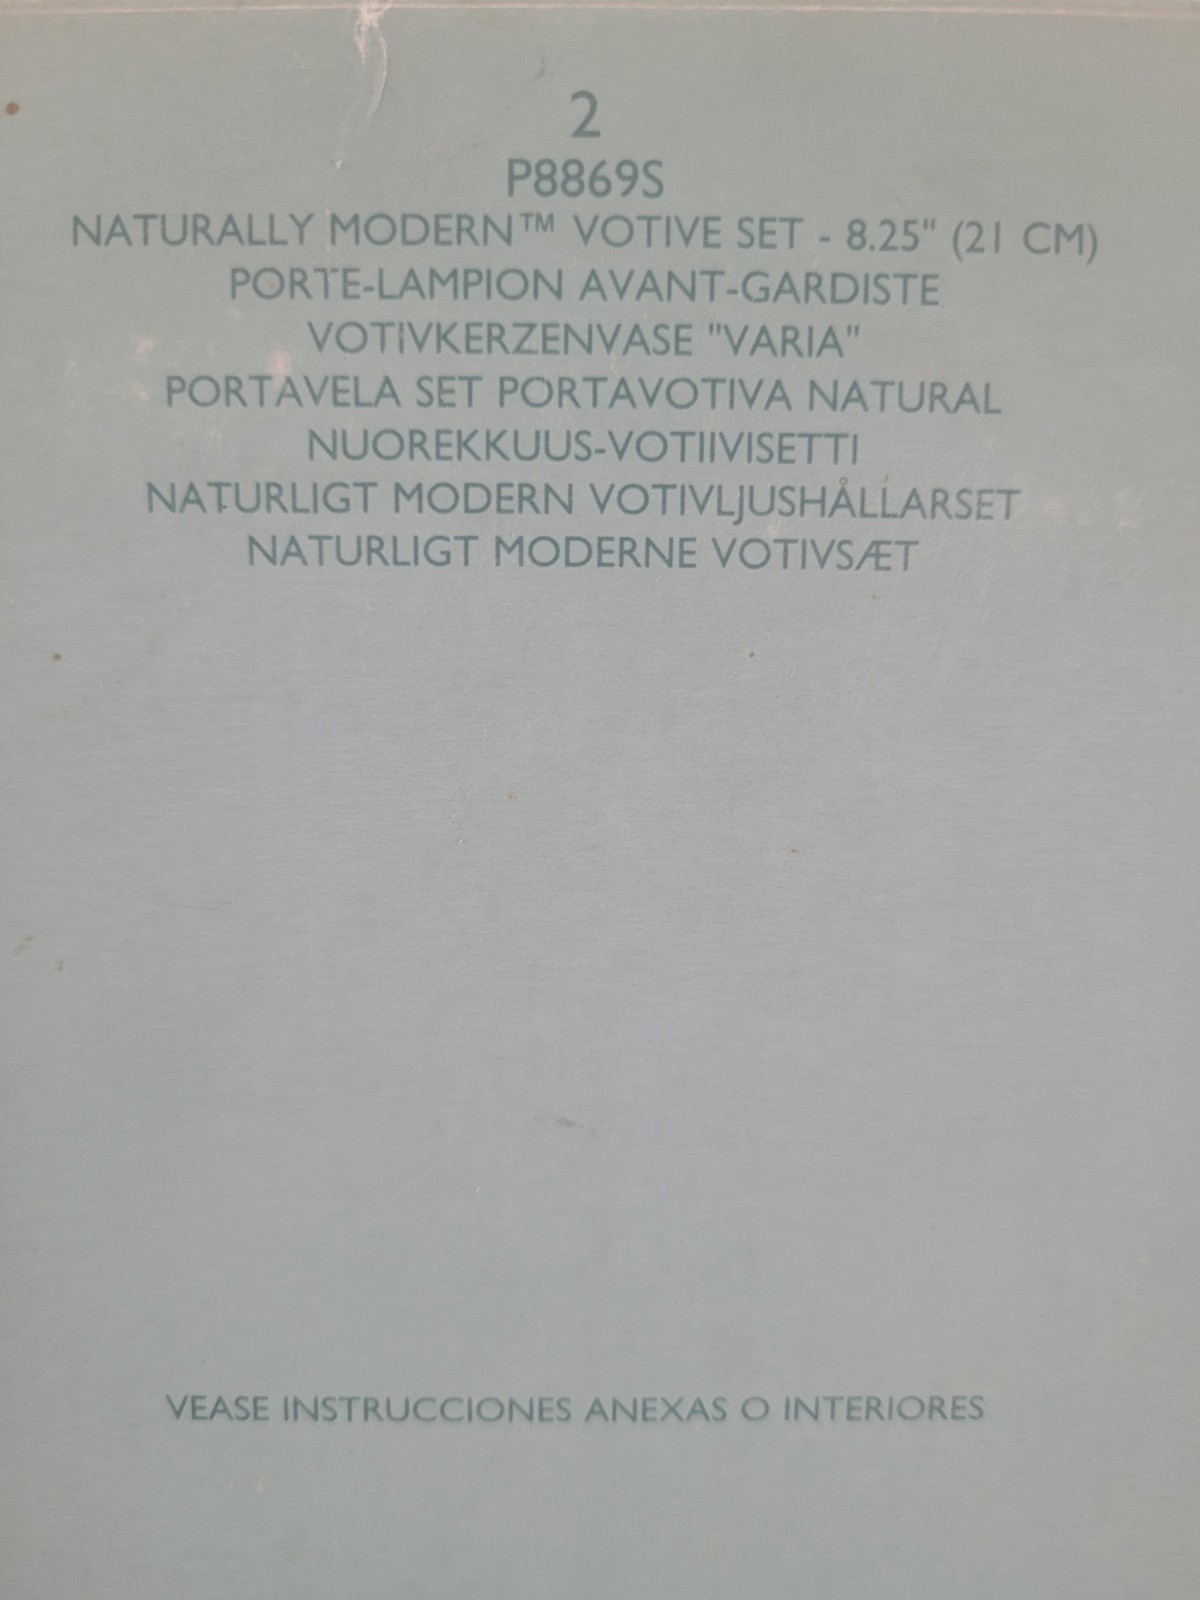 2
P8869S
NATURALLY MODERN™ VOTIVE SET - 8.25" (21 CM)
PORTE-LAMPION AVANT-GARDISTE
VOTIVKERZENVASE "VARIA"
PORTAVELA SET PORTAVOTIVA NATURAL
NUOREKKUUS-VOTIIVISETTI
NATURLIGT MODERN VOTIVLJUSHÅLLARSET
NATURLIGT MODERNE VOTIVSÆT
VEASE INSTRUCCIONES ANEXAS O INTERIORES